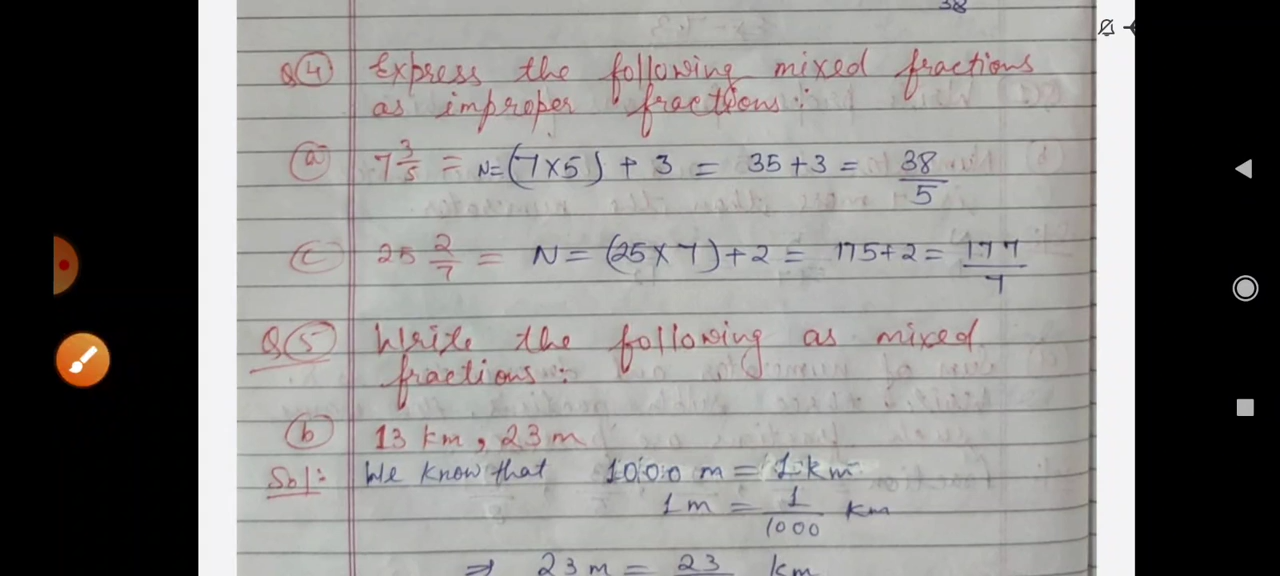 38
Q4 Express the following mixed fractions
as improper fractions:
(a) 7 3/5 = N=(7×5) + 3 = 35+3 = 38/5
(c) 25 2/7 = N = (25×7)+2 = 175+2 = 177/7
Q5 Write the following as mixed
fractions:
(b) 13 km, 23 m
Sol: We know that 1000 m = 1 km
1 m = 1/1000 km
⇒ 23 m = 23 km